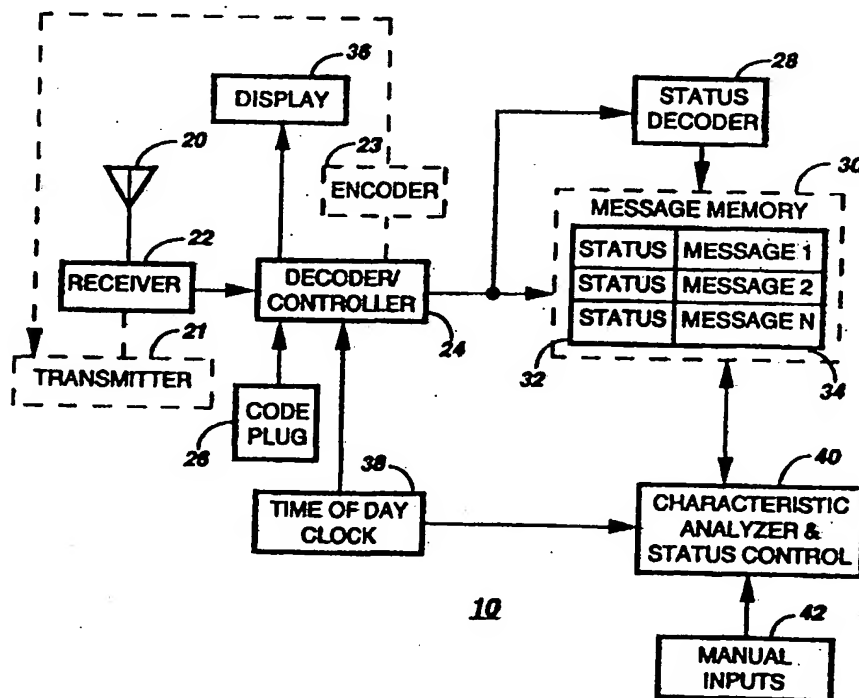 36
28
DISPLAY
STATUS
DECODER
20
23
30
ENCODER
MESSAGE MEMORY
22
STATUS MESSAGE 1
RECEIVER
DECODER/
CONTROLLER
STATUS MESSAGE 2
21
24
STATUS MESSAGE N
TRANSMITTER
32
34
CODE
PLUG
26
38
40
TIME OF DAY
CLOCK
CHARACTERISTIC
ANALYZER &
STATUS CONTROL
10
42
MANUAL
INPUTS